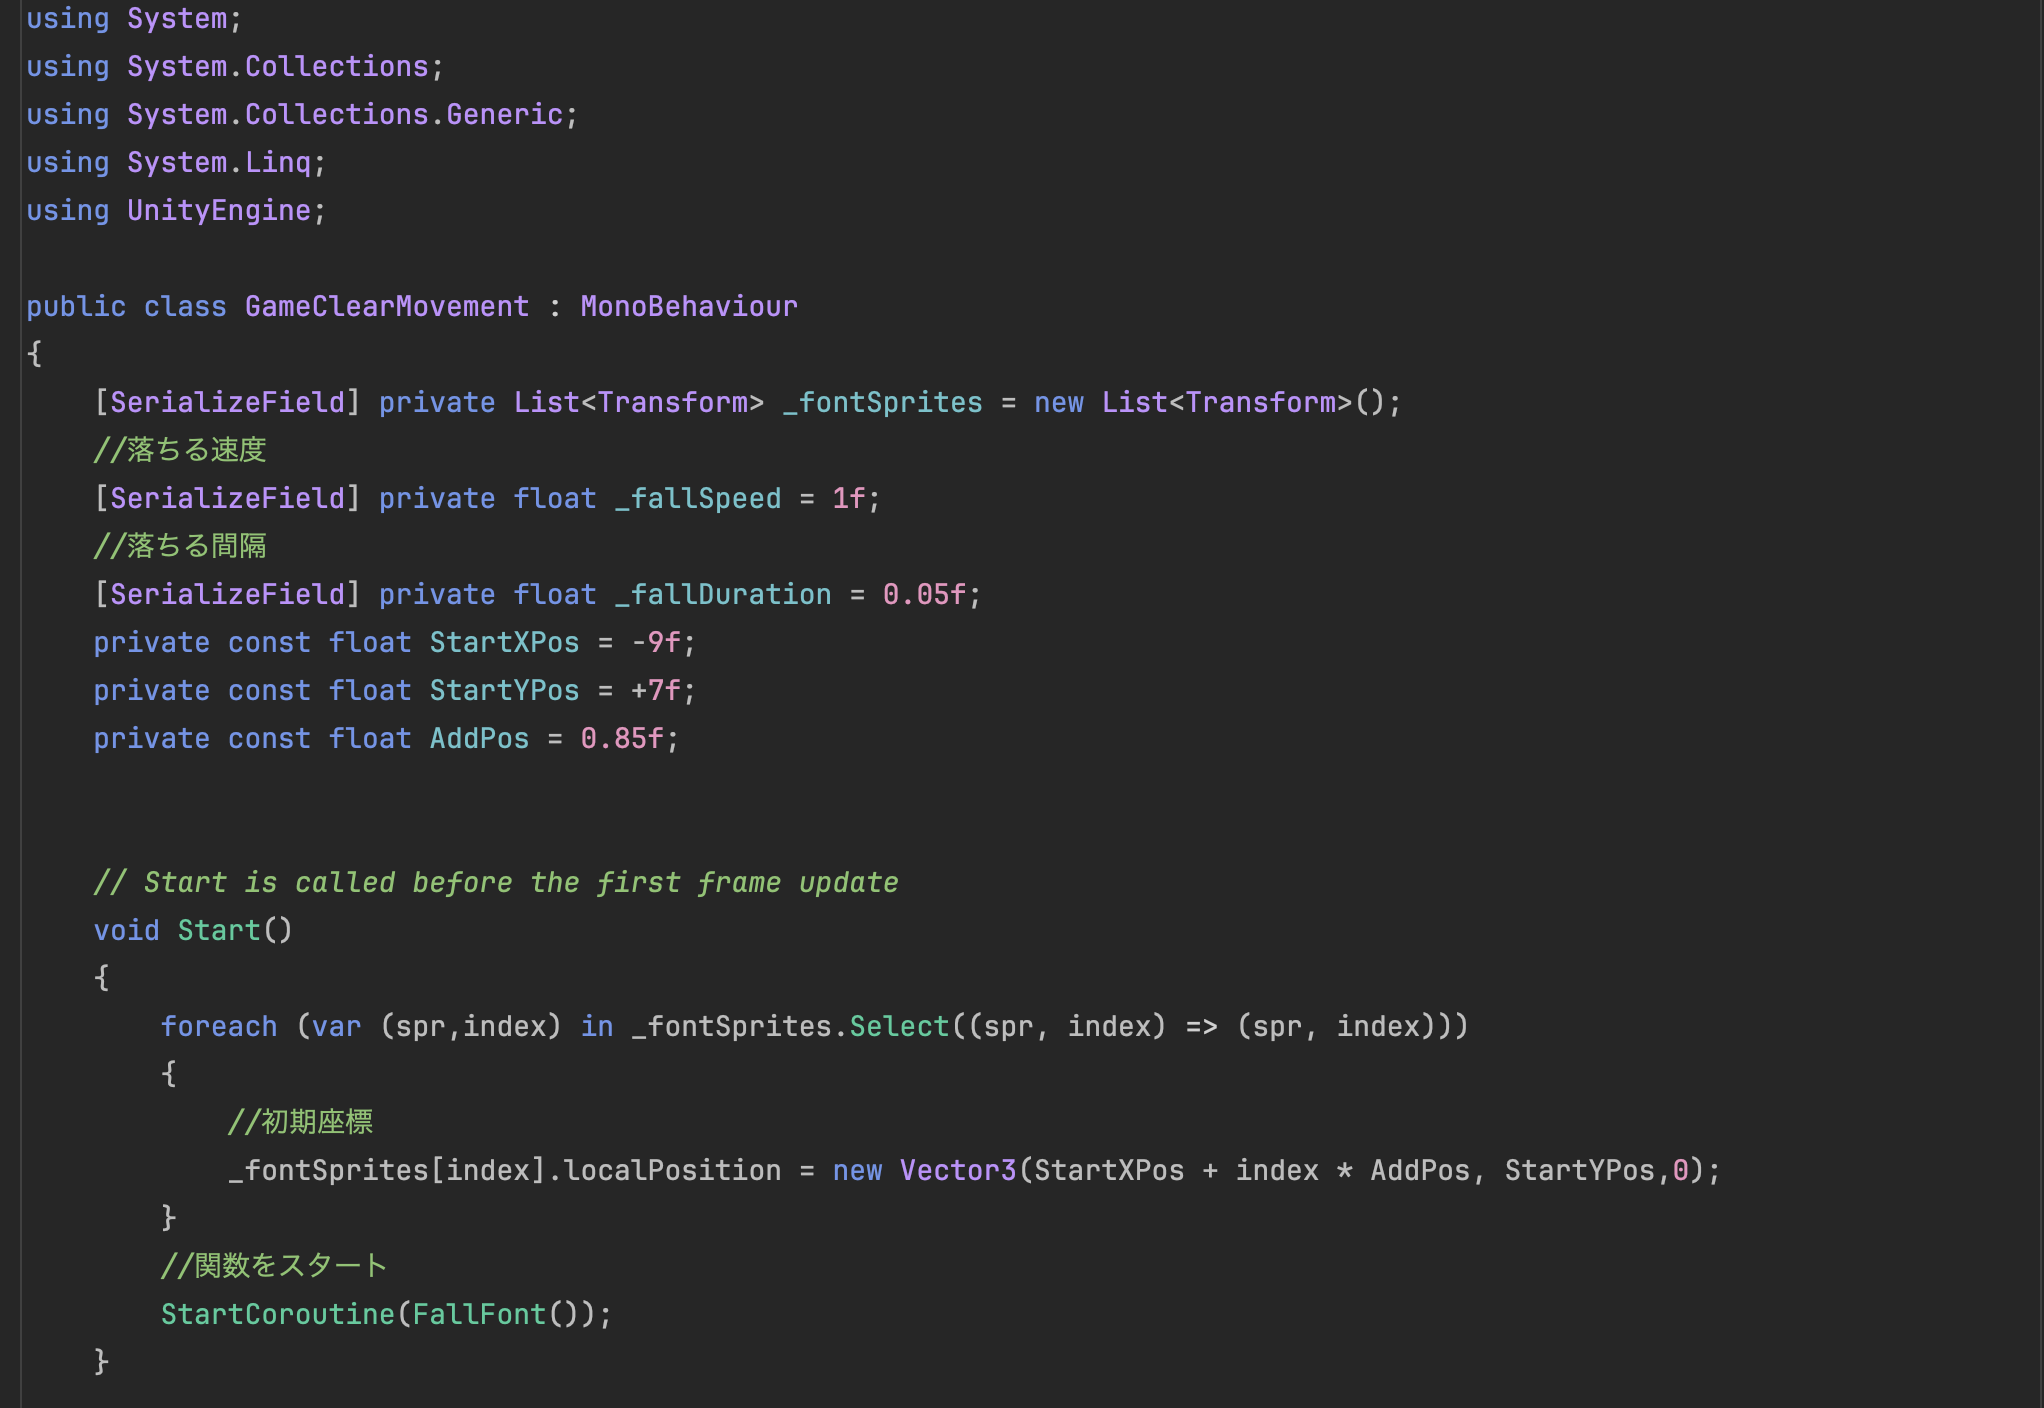 using System;
using System.Collections;
using System.Collections.Generic;
using System.Linq;
using UnityEngine;

public class GameClearMovement : MonoBehaviour
{
    [SerializeField] private List<Transform> _fontSprites = new List<Transform>();
    //落ちる速度
    [SerializeField] private float _fallSpeed = 1f;
    //落ちる間隔
    [SerializeField] private float _fallDuration = 0.05f;
    private const float StartXPos = -9f;
    private const float StartYPos = +7f;
    private const float AddPos = 0.85f;


    // Start is called before the first frame update
    void Start()
    {
        foreach (var (spr,index) in _fontSprites.Select((spr, index) => (spr, index)))
        {
            //初期座標
            _fontSprites[index].localPosition = new Vector3(StartXPos + index * AddPos, StartYPos,0);
        }
        //関数をスタート
        StartCoroutine(FallFont());
    }